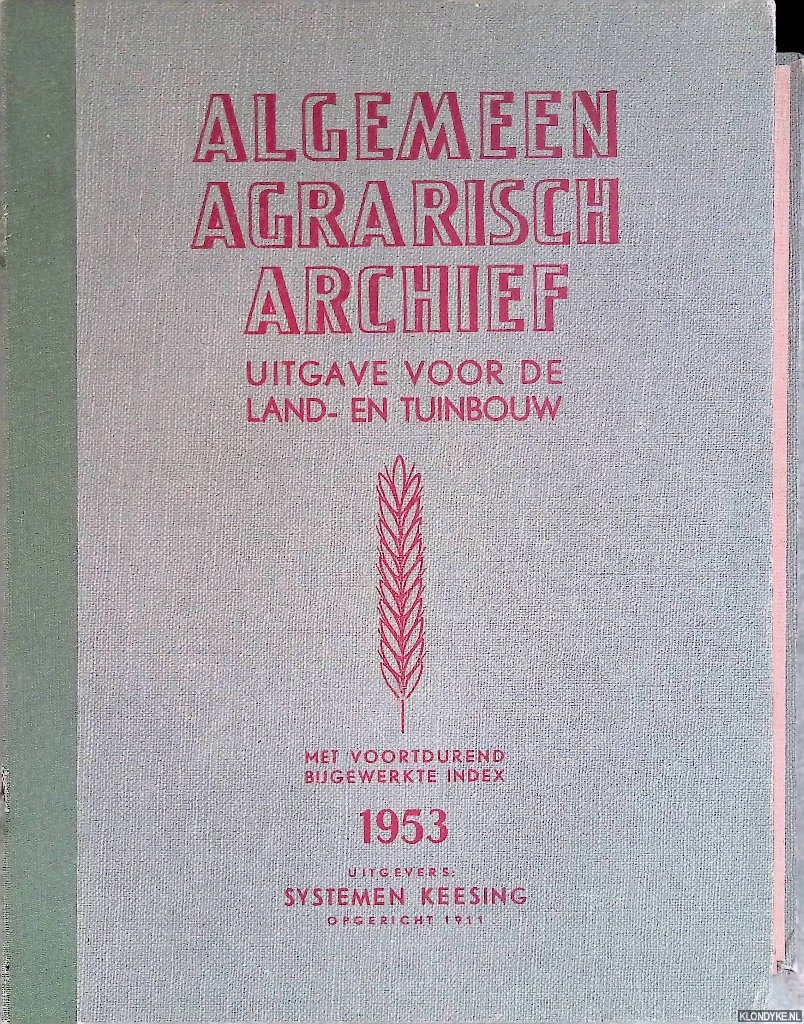 ALGEMEEN
AGRARISCH
ARCHIEF
UITGAVE VOOR DE
LAND- EN TUINBOUW
MET VOORTDUREND
BIJGEWERKTE INDEX
1953
UITGEVERS:
SYSTEMEN KEESING
OPGERICHT 1911
KLONDYKE.NL